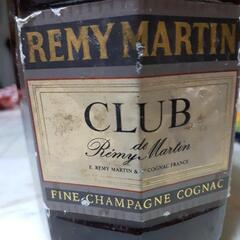 REMY MARTIN
CLUB
de
Rémy Martin
E. REMY MARTIN & Co COGNAC FRANCE
FINE CHAMPAGNE COGNAC